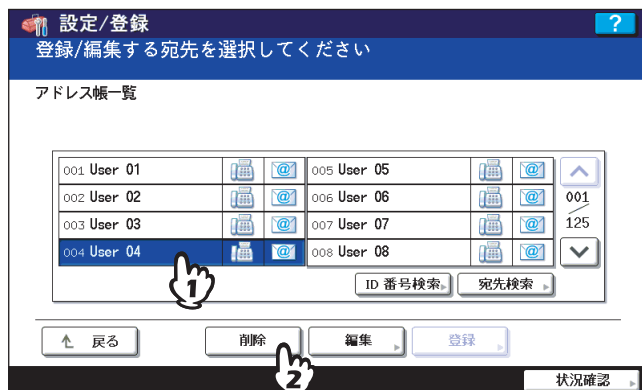 設定/登録 ?
登録/編集する宛先を選択してください
アドレス帳一覧
001 User 01 @ 005 User 05 @
002 User 02 @ 006 User 06 @ 001
003 User 03 @ 007 User 07 @ 125
004 User 04 @ 008 User 08 @
1
ID 番号検索 宛先検索
戻る 削除 編集 登録
2
状況確認